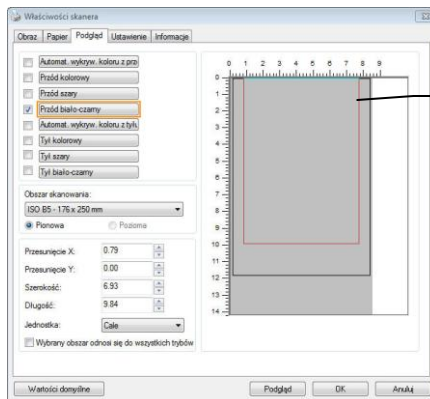 Właściwości skanera
Obraz Papier Podgląd Ustawienie Informacje
Automat. wykryw. koloru z prze
Przód kolorowy
Przód szary
Przód biało-czarny
Automat. wykryw. koloru z tyłu
Tył kolorowy
Tył szary
Tył biało-czarny
Obszar skanowania:
ISO B5 - 176 x 250 mm
Pionowa Pozioma
Przesunięcie X: 0.79
Przesunięcie Y: 0.00
Szerokość: 6.93
Długość: 9.84
Jednostka: Cale
Wybrany obszar odnosi się do wszystkich trybów
0 1 2 3 4 5 6 7 8 9
0
1
2
3
4
5
6
7
8
9
10
11
12
13
14
Wartości domyślne Podgląd OK Anuluj